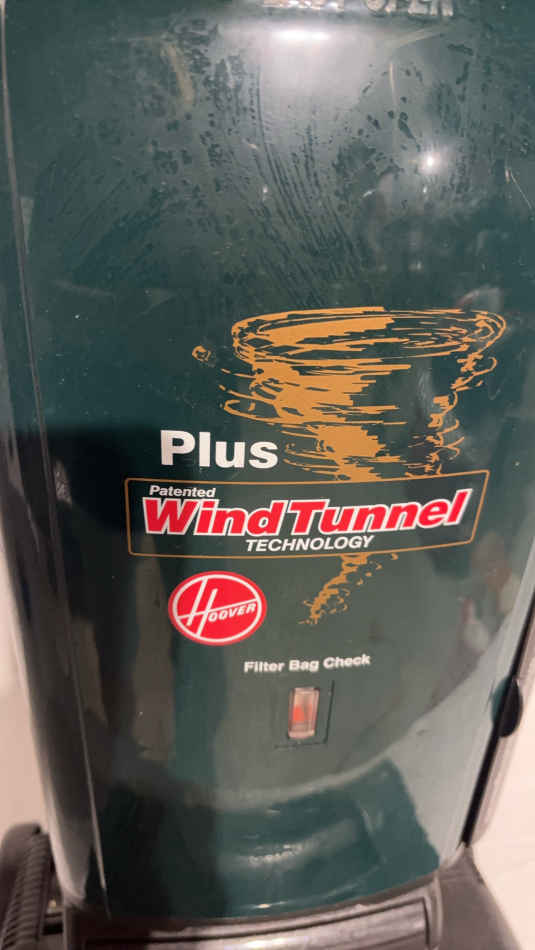 Plus
Patented
WindTunnel
TECHNOLOGY
HOOVER
Filter Bag Check